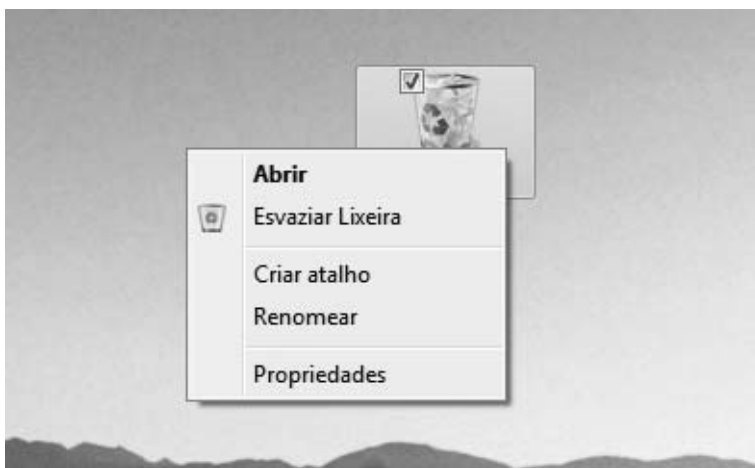 Abrir
Esvaziar Lixeira
Criar atalho
Renomear
Propriedades